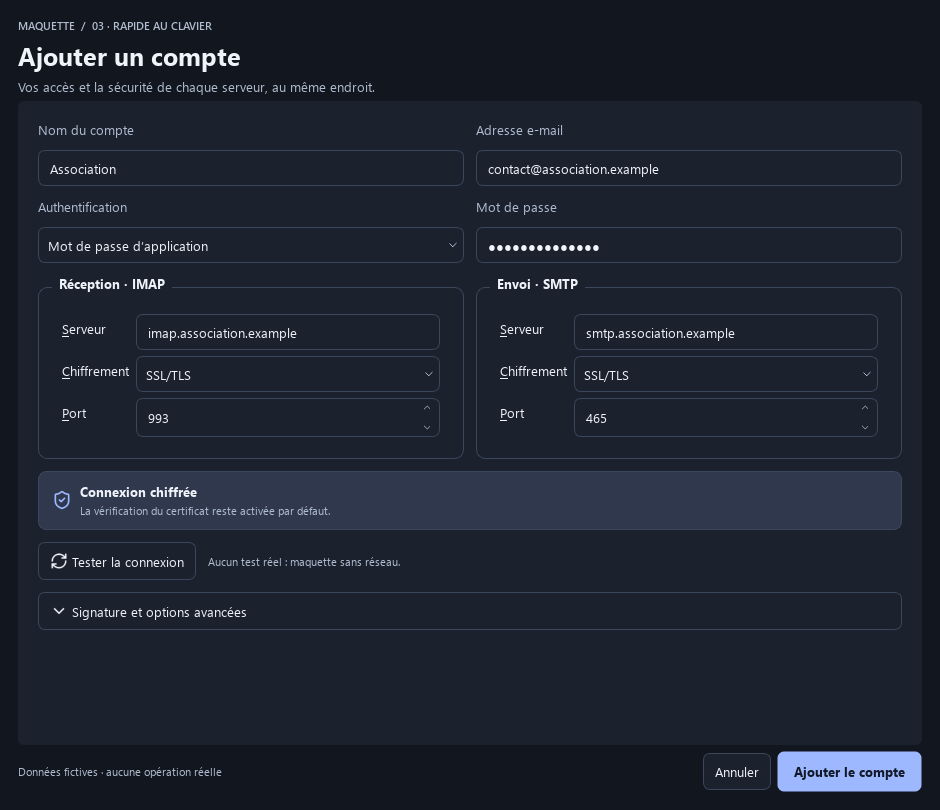 MAQUETTE / 03 · RAPIDE AU CLAVIER
Ajouter un compte
Vos accès et la sécurité de chaque serveur, au même endroit.
Nom du compte
Adresse e-mail
Association
contact@association.example
Authentification
Mot de passe
Mot de passe d'application
●●●●●●●●●●●●●●
Réception · IMAP
Serveur
imap.association.example
Chiffrement
SSL/TLS
Port
993
Envoi · SMTP
Serveur
smtp.association.example
Chiffrement
SSL/TLS
Port
465
Connexion chiffrée
La vérification du certificat reste activée par défaut.
Tester la connexion
Aucun test réel : maquette sans réseau.
Signature et options avancées
Données fictives · aucune opération réelle
Annuler
Ajouter le compte